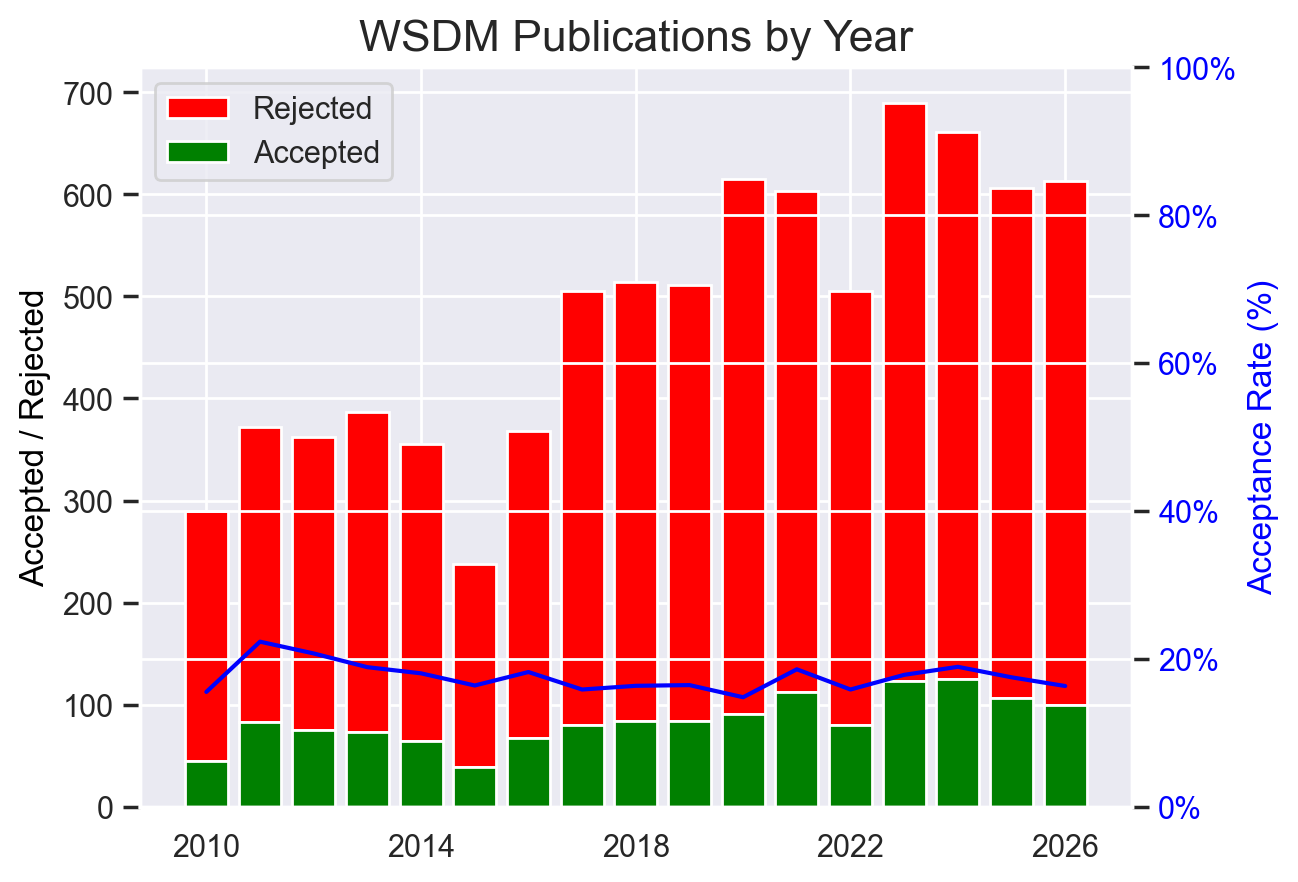 WSDM Publications by Year
Rejected
Accepted
Accepted / Rejected
700
600
500
400
300
200
100
0
100%
80%
60%
40%
20%
0%
Acceptance Rate (%)
2010 2014 2018 2022 2026